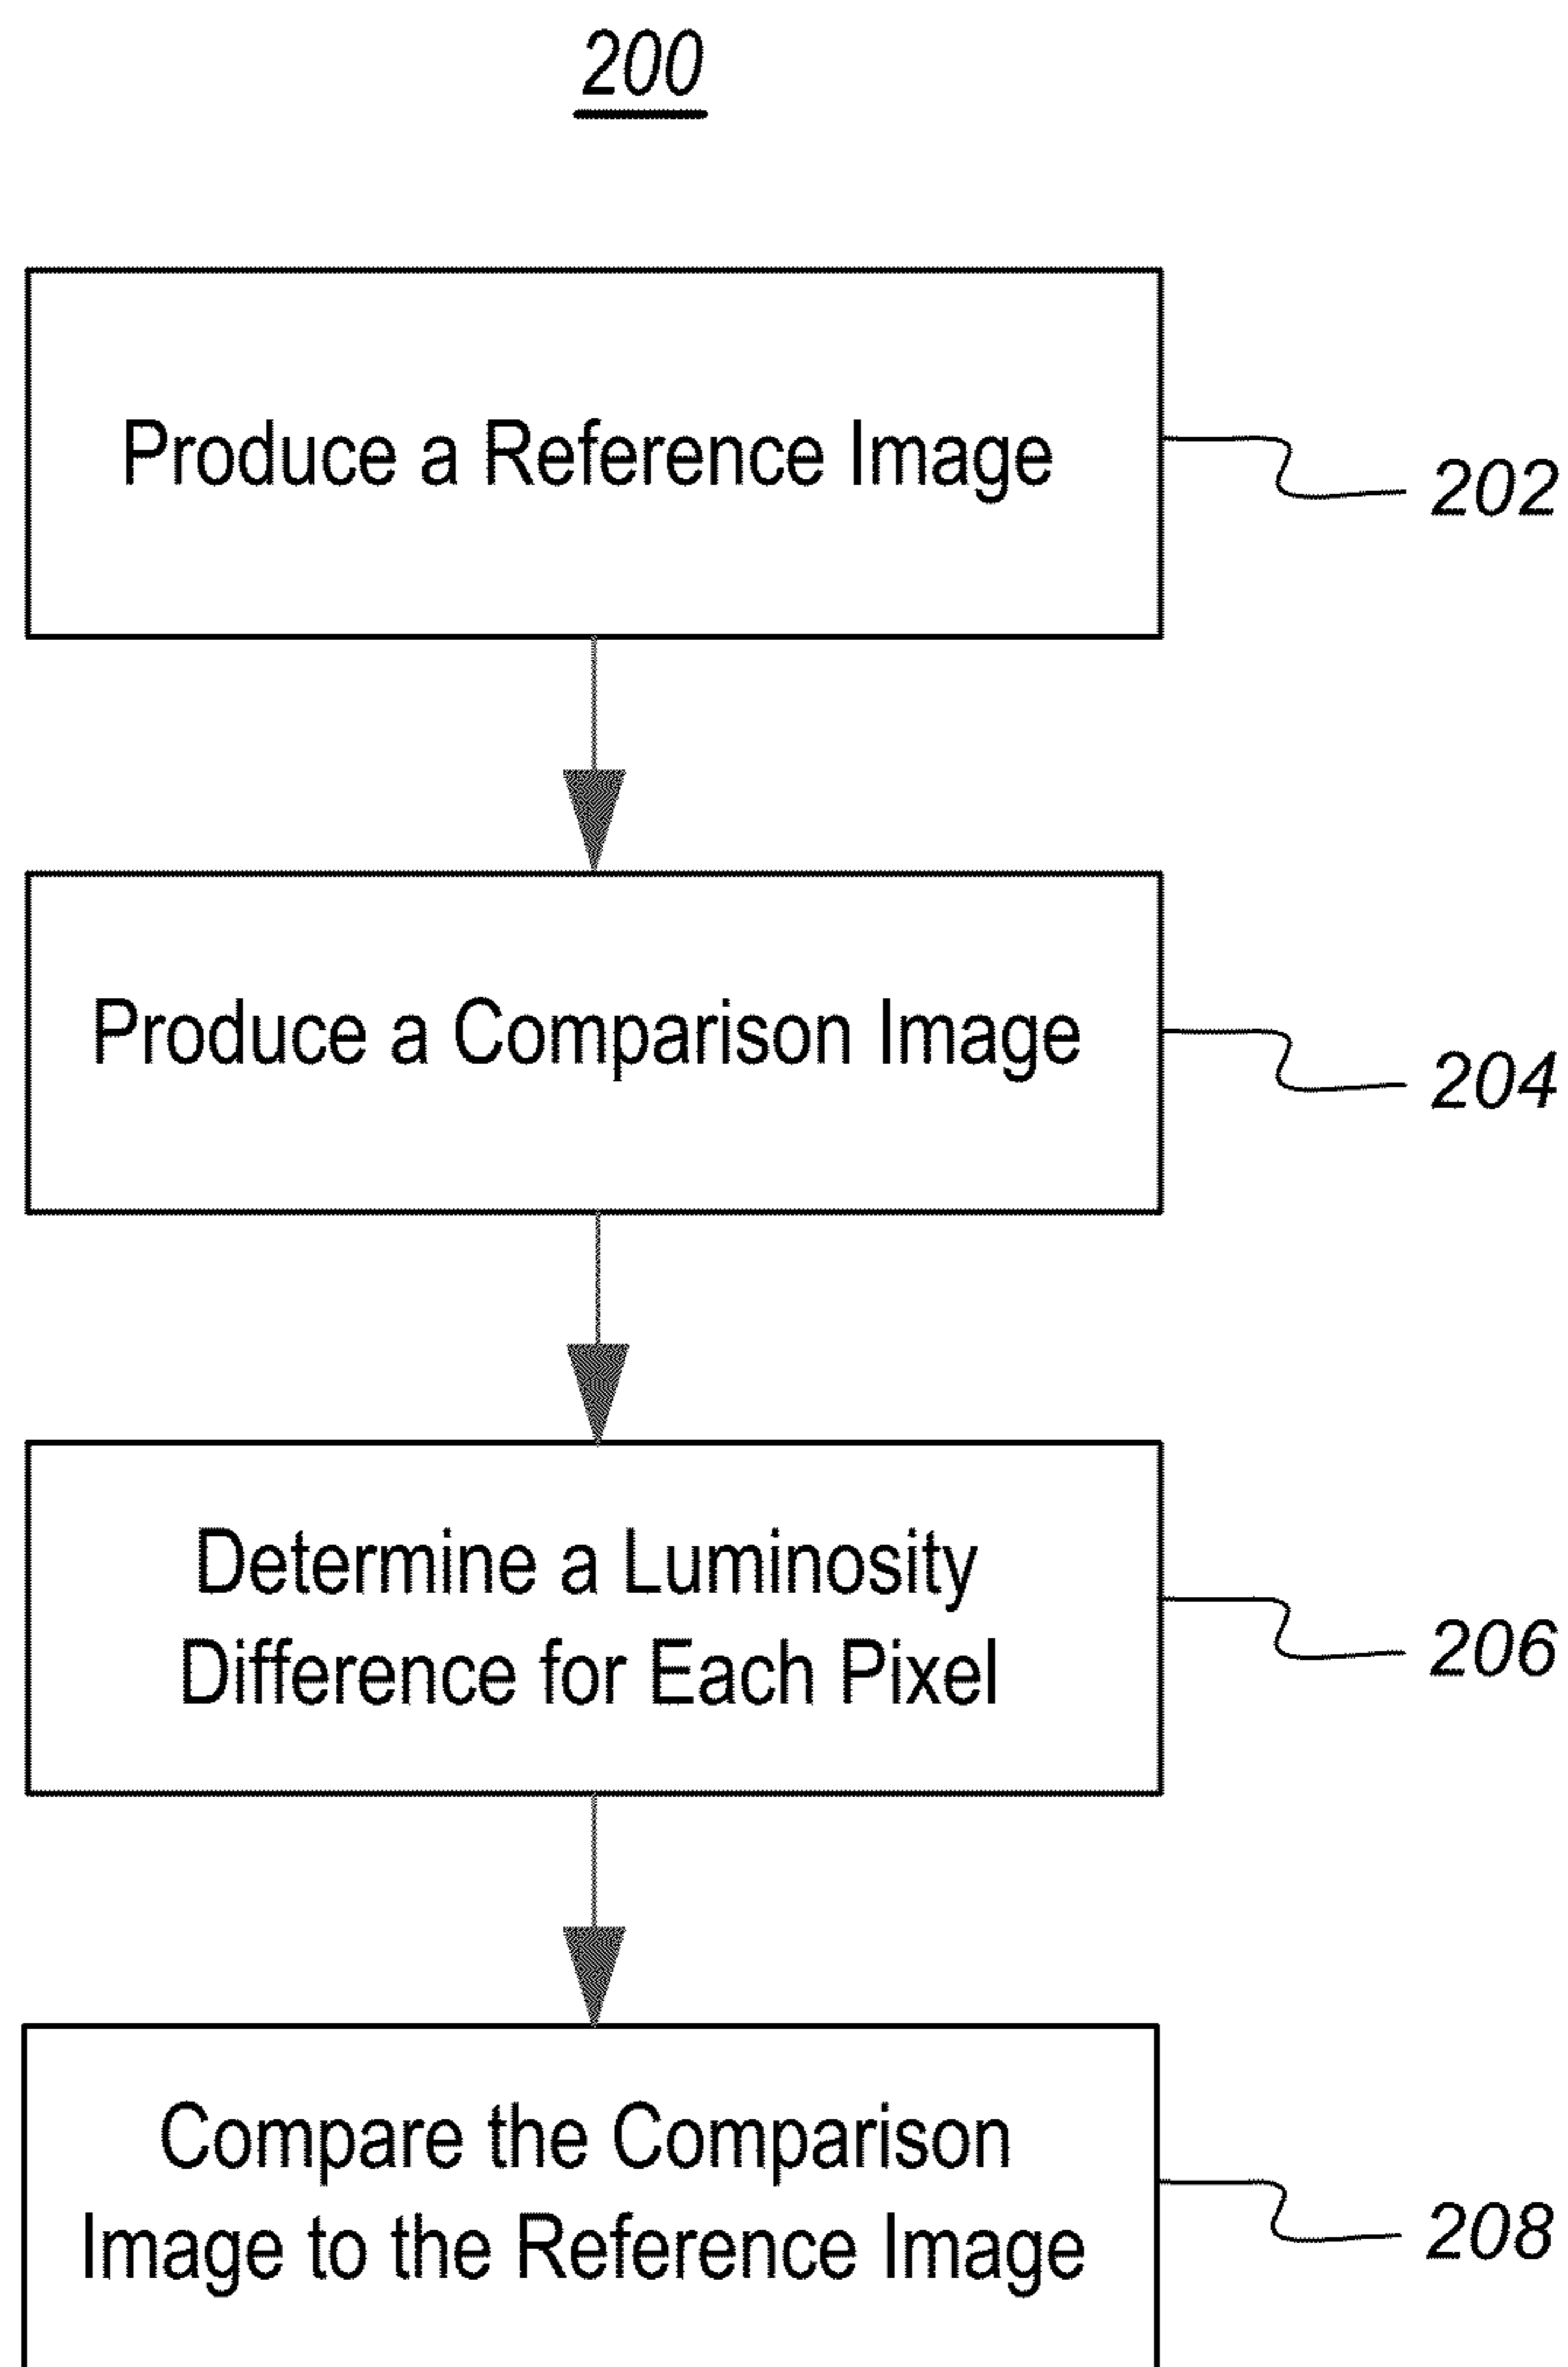 200
Produce a Reference Image
202
Produce a Comparison Image
204
Determine a Luminosity
Difference for Each Pixel
206
Compare the Comparison
Image to the Reference Image
208